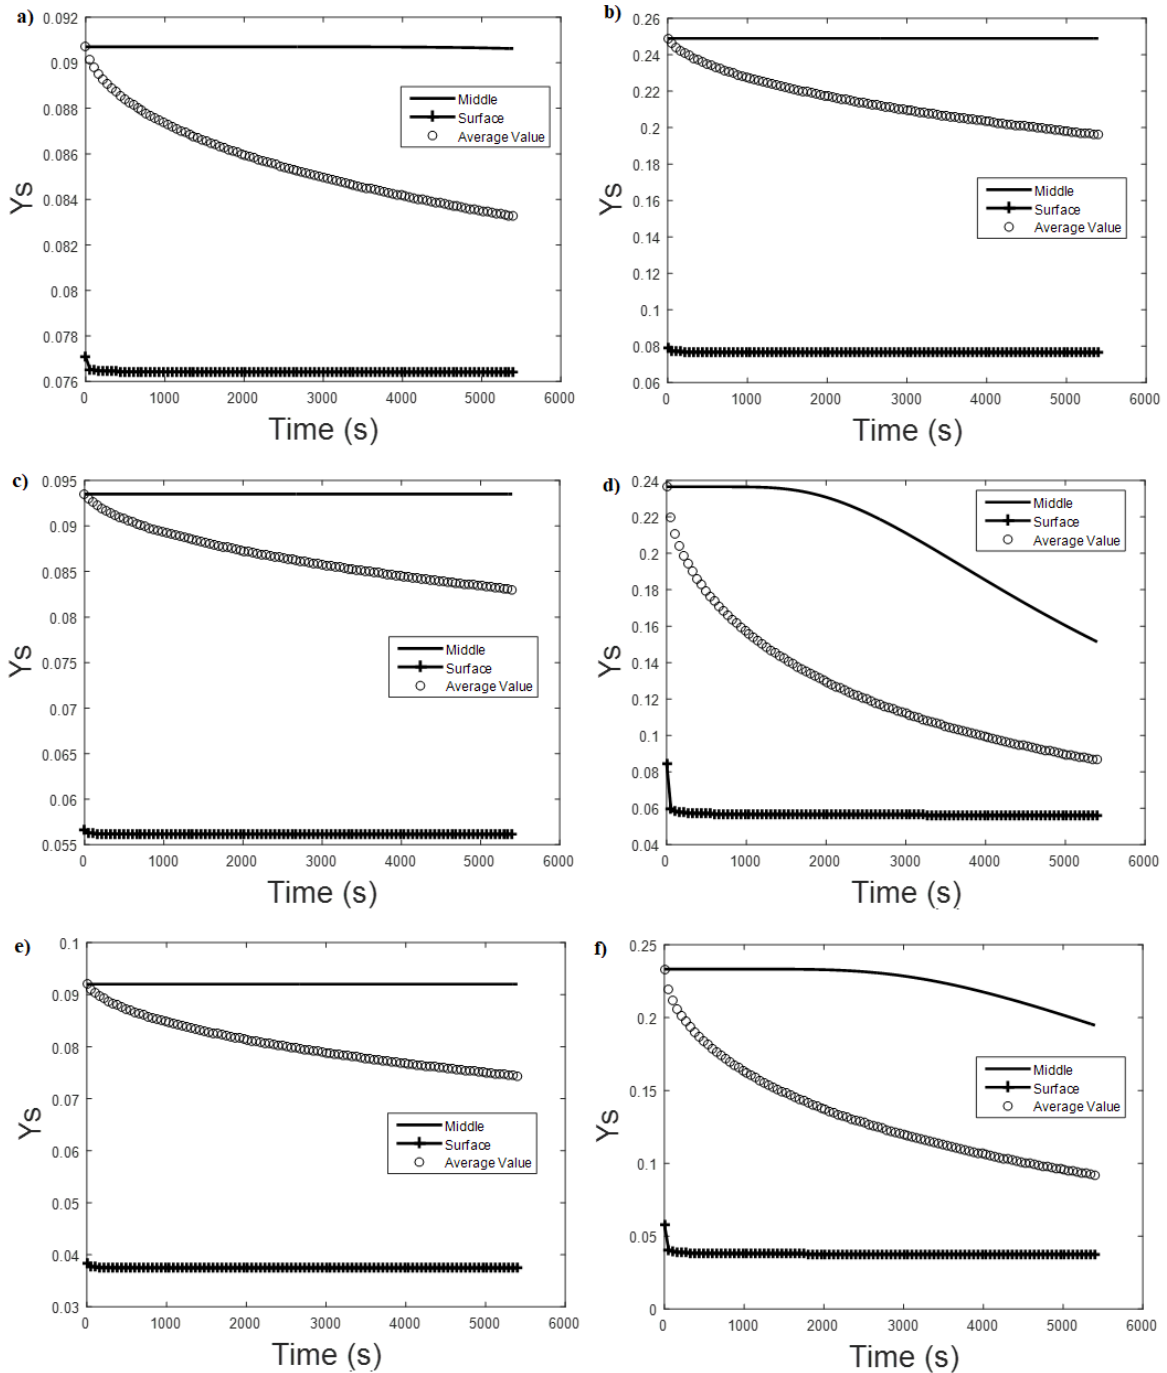 a)
0.092
0.09
0.088
0.086
0.084
0.082
0.08
0.078
0.076
Ys
0 1000 2000 3000 4000 5000 6000
Time (s)
Middle
Surface
Average Value
b)
0.26
0.24
0.22
0.2
0.18
0.16
0.14
0.12
0.1
0.08
0.06
Ys
0 1000 2000 3000 4000 5000 6000
Time (s)
Middle
Surface
Average Value
c)
0.095
0.09
0.085
0.08
0.075
0.07
0.065
0.06
0.055
Ys
0 1000 2000 3000 4000 5000 6000
Time (s)
Middle
Surface
Average Value
d)
0.24
0.22
0.2
0.18
0.16
0.14
0.12
0.1
0.08
0.06
0.04
Ys
0 1000 2000 3000 4000 5000 6000
Time (s)
Middle
Surface
Average Value
e)
0.1
0.09
0.08
0.07
0.06
0.05
0.04
0.03
Ys
0 1000 2000 3000 4000 5000 6000
Time (s)
Middle
Surface
Average Value
f)
0.25
0.2
0.15
0.1
0.05
0
Ys
0 1000 2000 3000 4000 5000 6000
Time (s)
Middle
Surface
Average Value